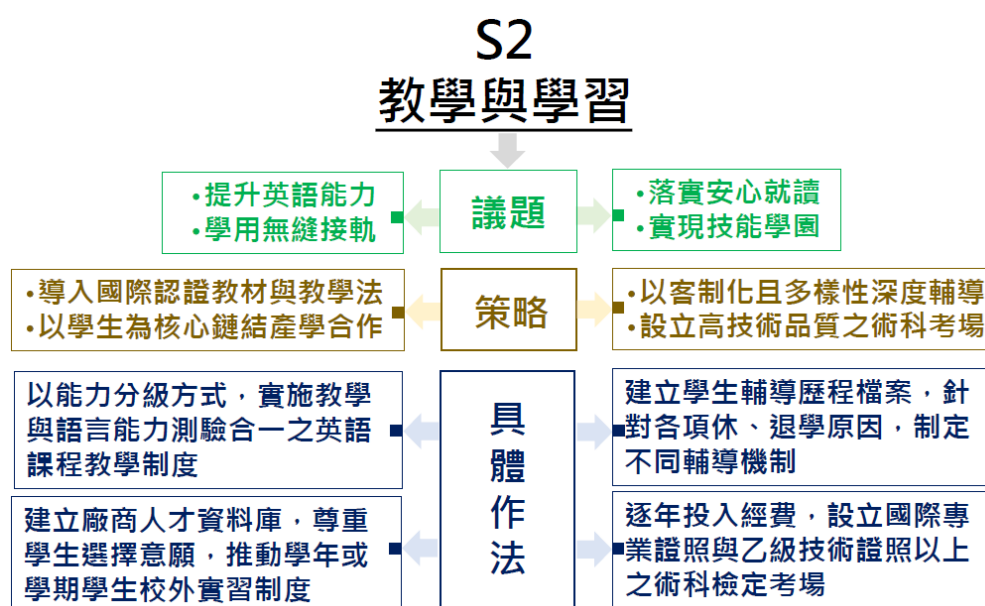 S2
教學與學習
•提升英語能力
•學用無縫接軌
議題
•落實安心就讀
•實現技能學園
•導入國際認證教材與教學法
•以學生為核心鏈結產學合作
策略
•以客制化且多樣性深度輔導
•設立高技術品質之術科考場
以能力分級方式，實施教學
與語言能力測驗合一之英語
課程教學制度
建立廠商人才資料庫，尊重
學生選擇意願，推動學年或
學期學生校外實習制度
具
體
作
法
建立學生輔導歷程檔案，針
對各項休、退學原因，制定
不同輔導機制
逐年投入經費，設立國際專
業證照與乙級技術證照以上
之術科檢定考場